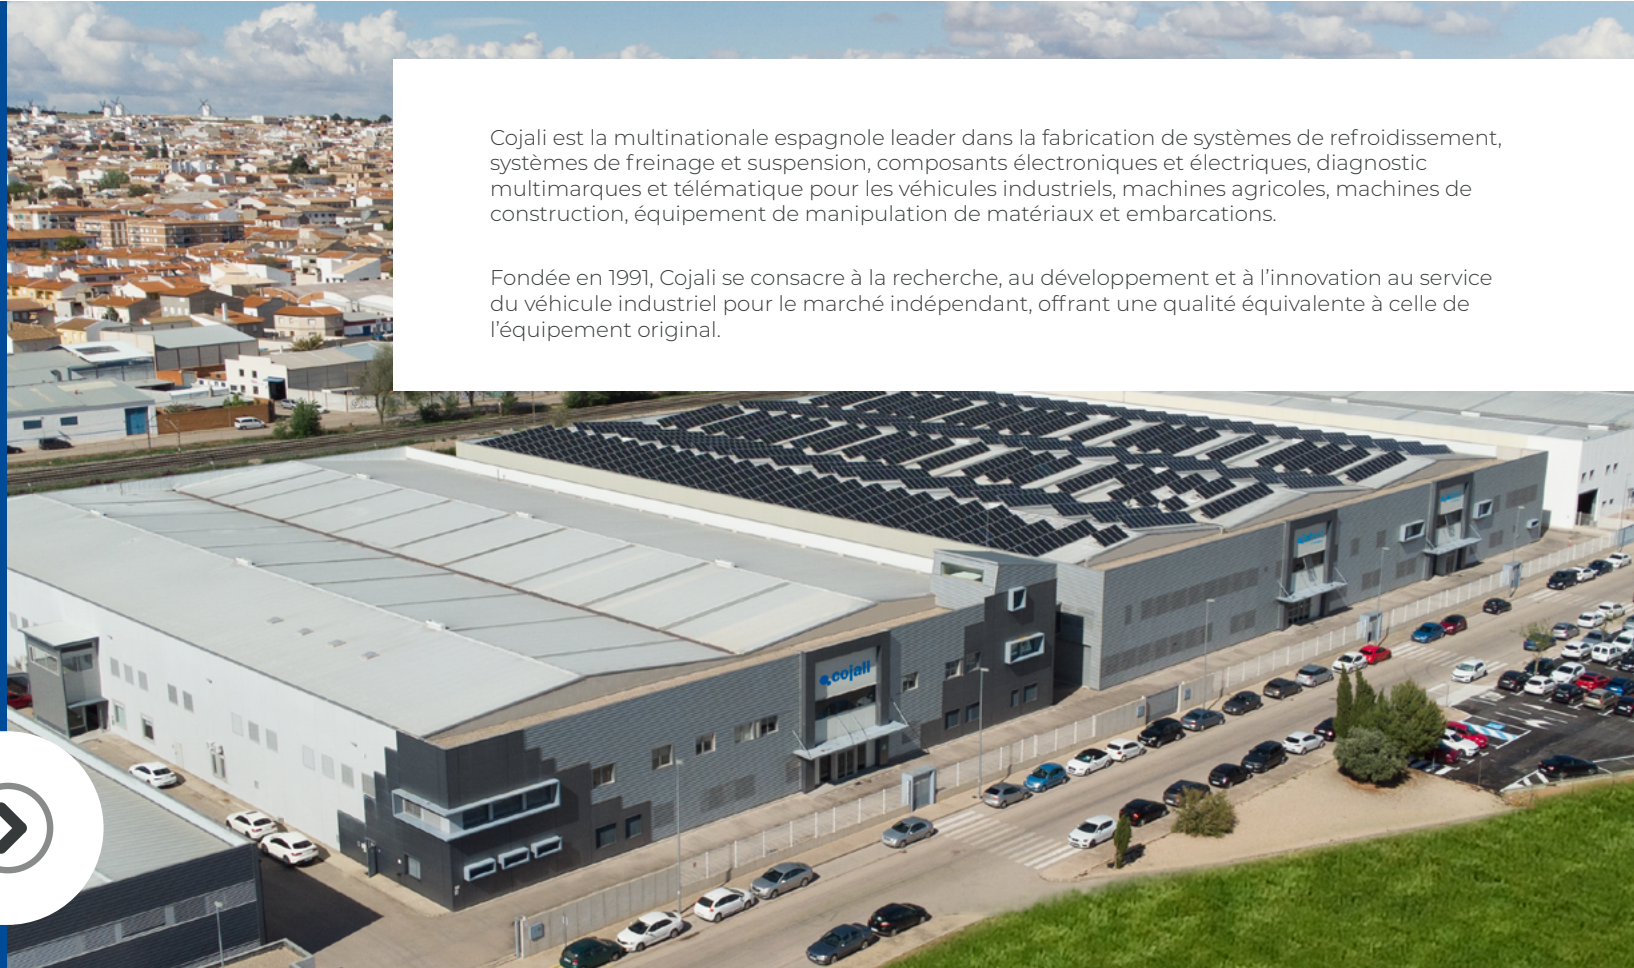 Cojali est la multinationale espagnole leader dans la fabrication de systèmes de refroidissement,
systèmes de freinage et suspension, composants électroniques et électriques, diagnostic
multimarques et télématique pour les véhicules industriels, machines agricoles, machines de
construction, équipement de manipulation de matériaux et embarcations.
Fondée en 1991, Cojali se consacre à la recherche, au développement et à l’innovation au service
du véhicule industriel pour le marché indépendant, offrant une qualité équivalente à celle de
l’équipement original.
cojali